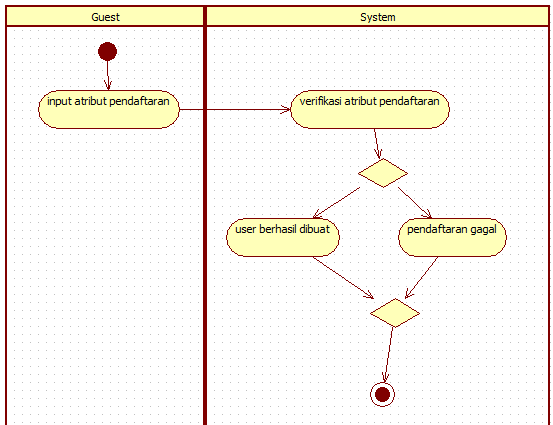 Guest
System
input atribut pendaftaran
verifikasi atribut pendaftaran
user berhasil dibuat
pendaftaran gagal